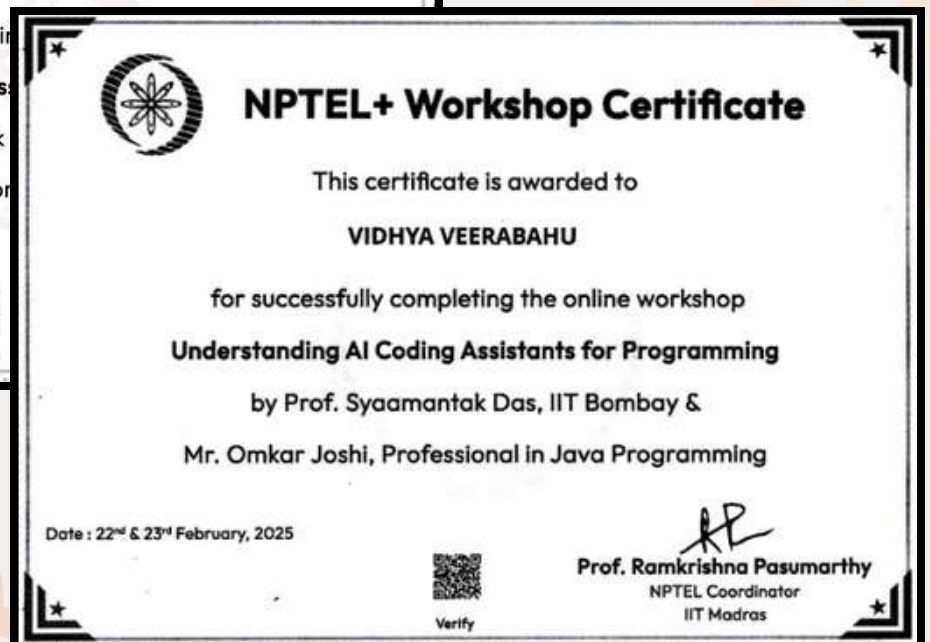 NPTEL+ Workshop Certificate
This certificate is awarded to
VIDHYA VEERABAHU
for successfully completing the online workshop
Understanding AI Coding Assistants for Programming
by Prof. Syaamantak Das, IIT Bombay &
Mr. Omkar Joshi, Professional in Java Programming
Date : 22nd & 23rd February, 2025
Verify
Prof. Ramkrishna Pasumarthy
NPTEL Coordinator
IIT Madras